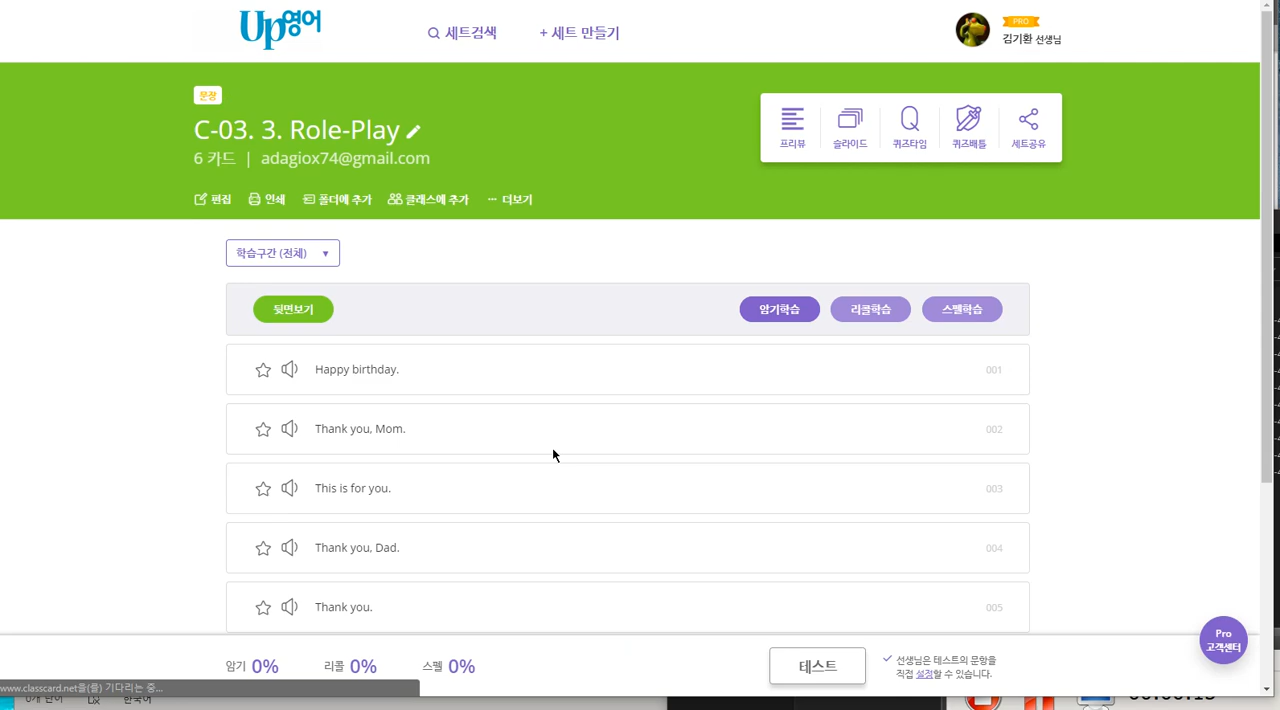 Up영어
세트검색
+ 세트 만들기
PRO
김기환 선생님
문장
C-03. 3. Role-Play
6 카드 | adagiox74@gmail.com
편집 인쇄 폴더에 추가 클래스에 추가 ··· 더보기
프리뷰 슬라이드 퀴즈타임 퀴즈배틀 세트공유
학습구간 (전체) ▼
뒷면보기 암기학습 리콜학습 스펠학습
Happy birthday. 001
Thank you, Mom. 002
This is for you. 003
Thank you, Dad. 004
Thank you. 005
Pro
고객센터
암기 0% 리콜 0% 스펠 0%
테스트
선생님은 테스트의 문항을
직접 설정할 수 있습니다.
www.classcard.net을(를) 기다리는 중...
한국어